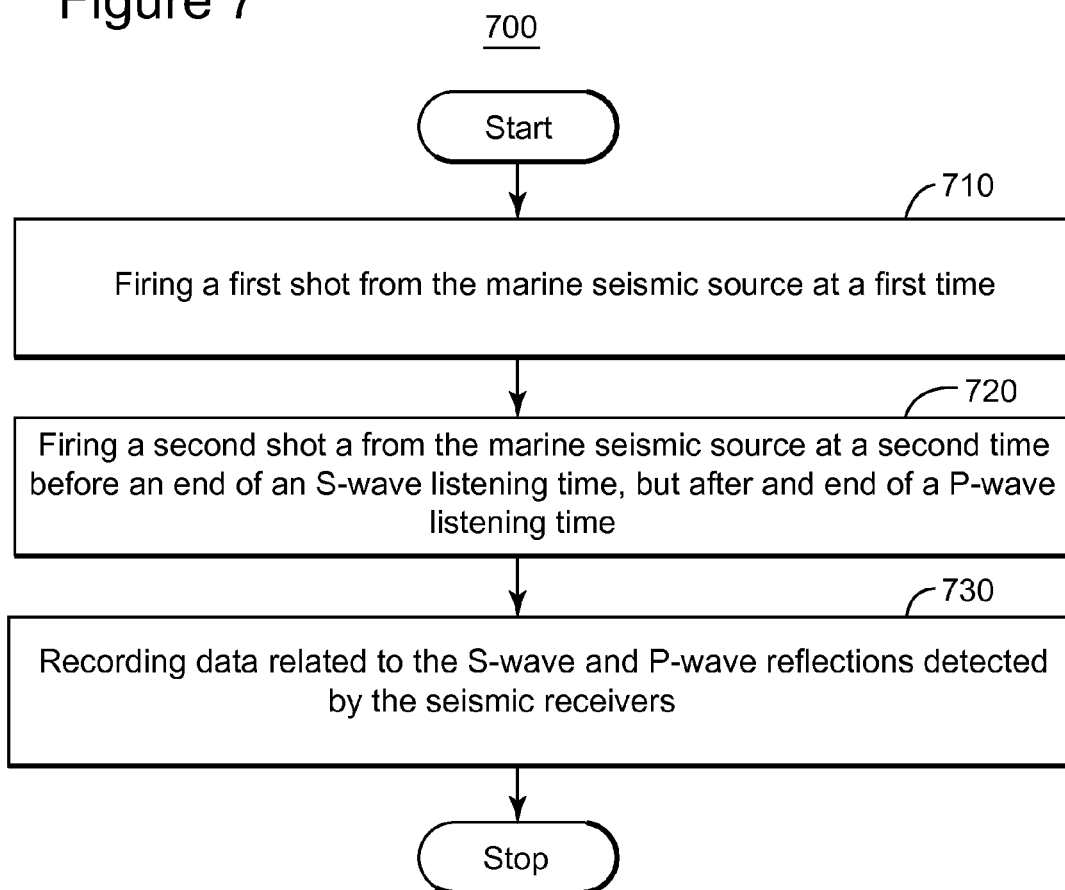 Figure 7
700
Start
710
Firing a first shot from the marine seismic source at a first time
720
Firing a second shot a from the marine seismic source at a second time
before an end of an S-wave listening time, but after and end of a P-wave
listening time
730
Recording data related to the S-wave and P-wave reflections detected
by the seismic receivers
Stop